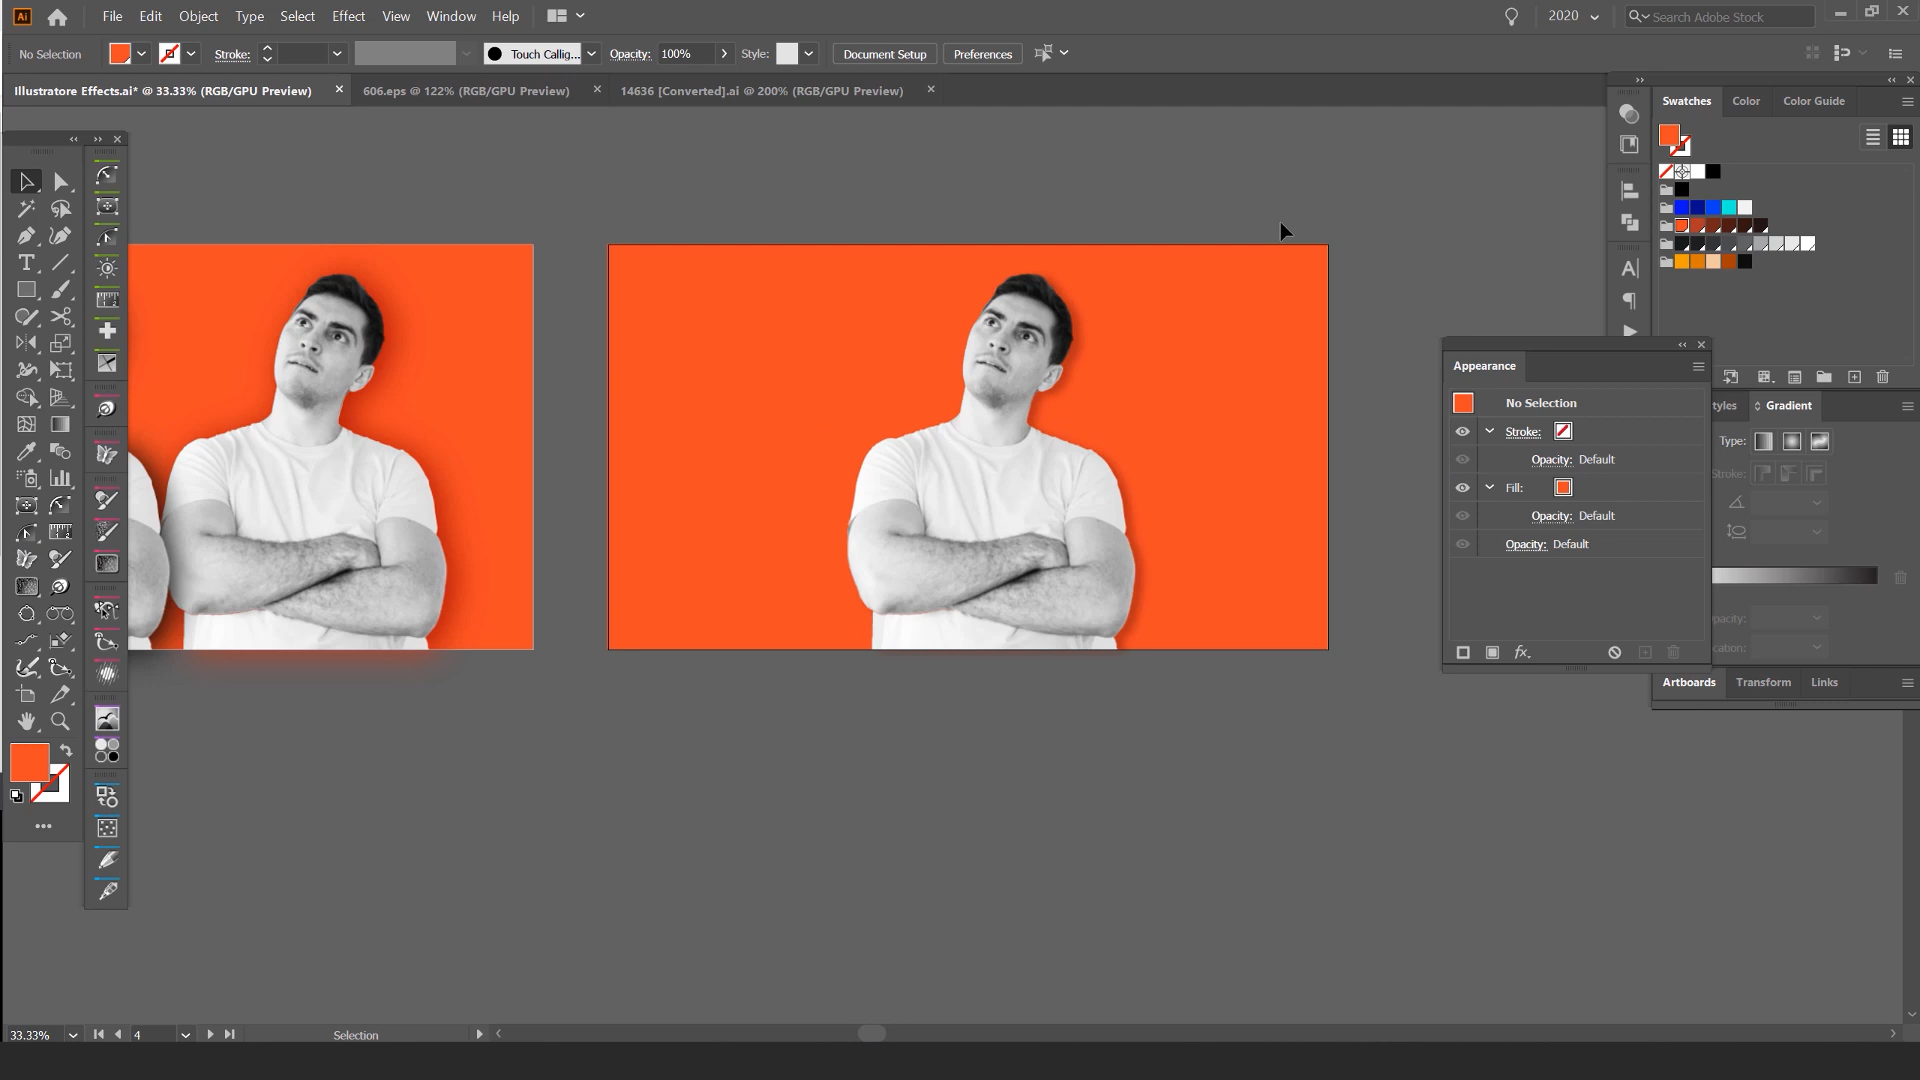 Ai File Edit Object Type Select Effect View Window Help 2020 Search Adobe Stock
No Selection Stroke: Touch Callig... Opacity: 100% Style: Document Setup Preferences
Illustratore Effects.ai* @ 33.33% (RGB/GPU Preview) 606.eps @ 122% (RGB/GPU Preview) 14636 [Converted].ai @ 200% (RGB/GPU Preview)
Swatches Color Color Guide
Appearance
No Selection
Stroke:
Opacity: Default
Fill:
Opacity: Default
Opacity: Default
fx.
tyles Gradient
Type:
Stroke:
pacity:
cation:
Artboards Transform Links
33.33% 4 Selection